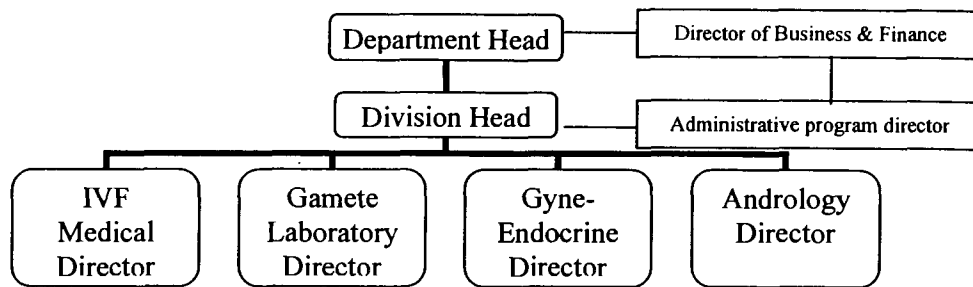 Department Head
Director of Business & Finance
Division Head
Administrative program director
IVF
Medical
Director
Gamete
Laboratory
Director
Gyne-
Endocrine
Director
Andrology
Director